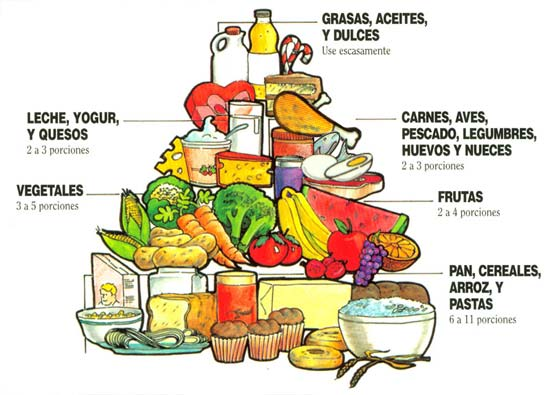 GRASAS, ACEITES,
Y DULCES
Use escasamente
LECHE, YOGUR,
Y QUESOS
2 a 3 porciones
CARNES, AVES,
PESCADO, LEGUMBRES,
HUEVOS Y NUECES
2 a 3 porciones
VEGETALES
3 a 5 porciones
FRUTAS
2 a 4 porciones
PAN, CEREALES,
ARROZ, Y
PASTAS
6 a 11 porciones